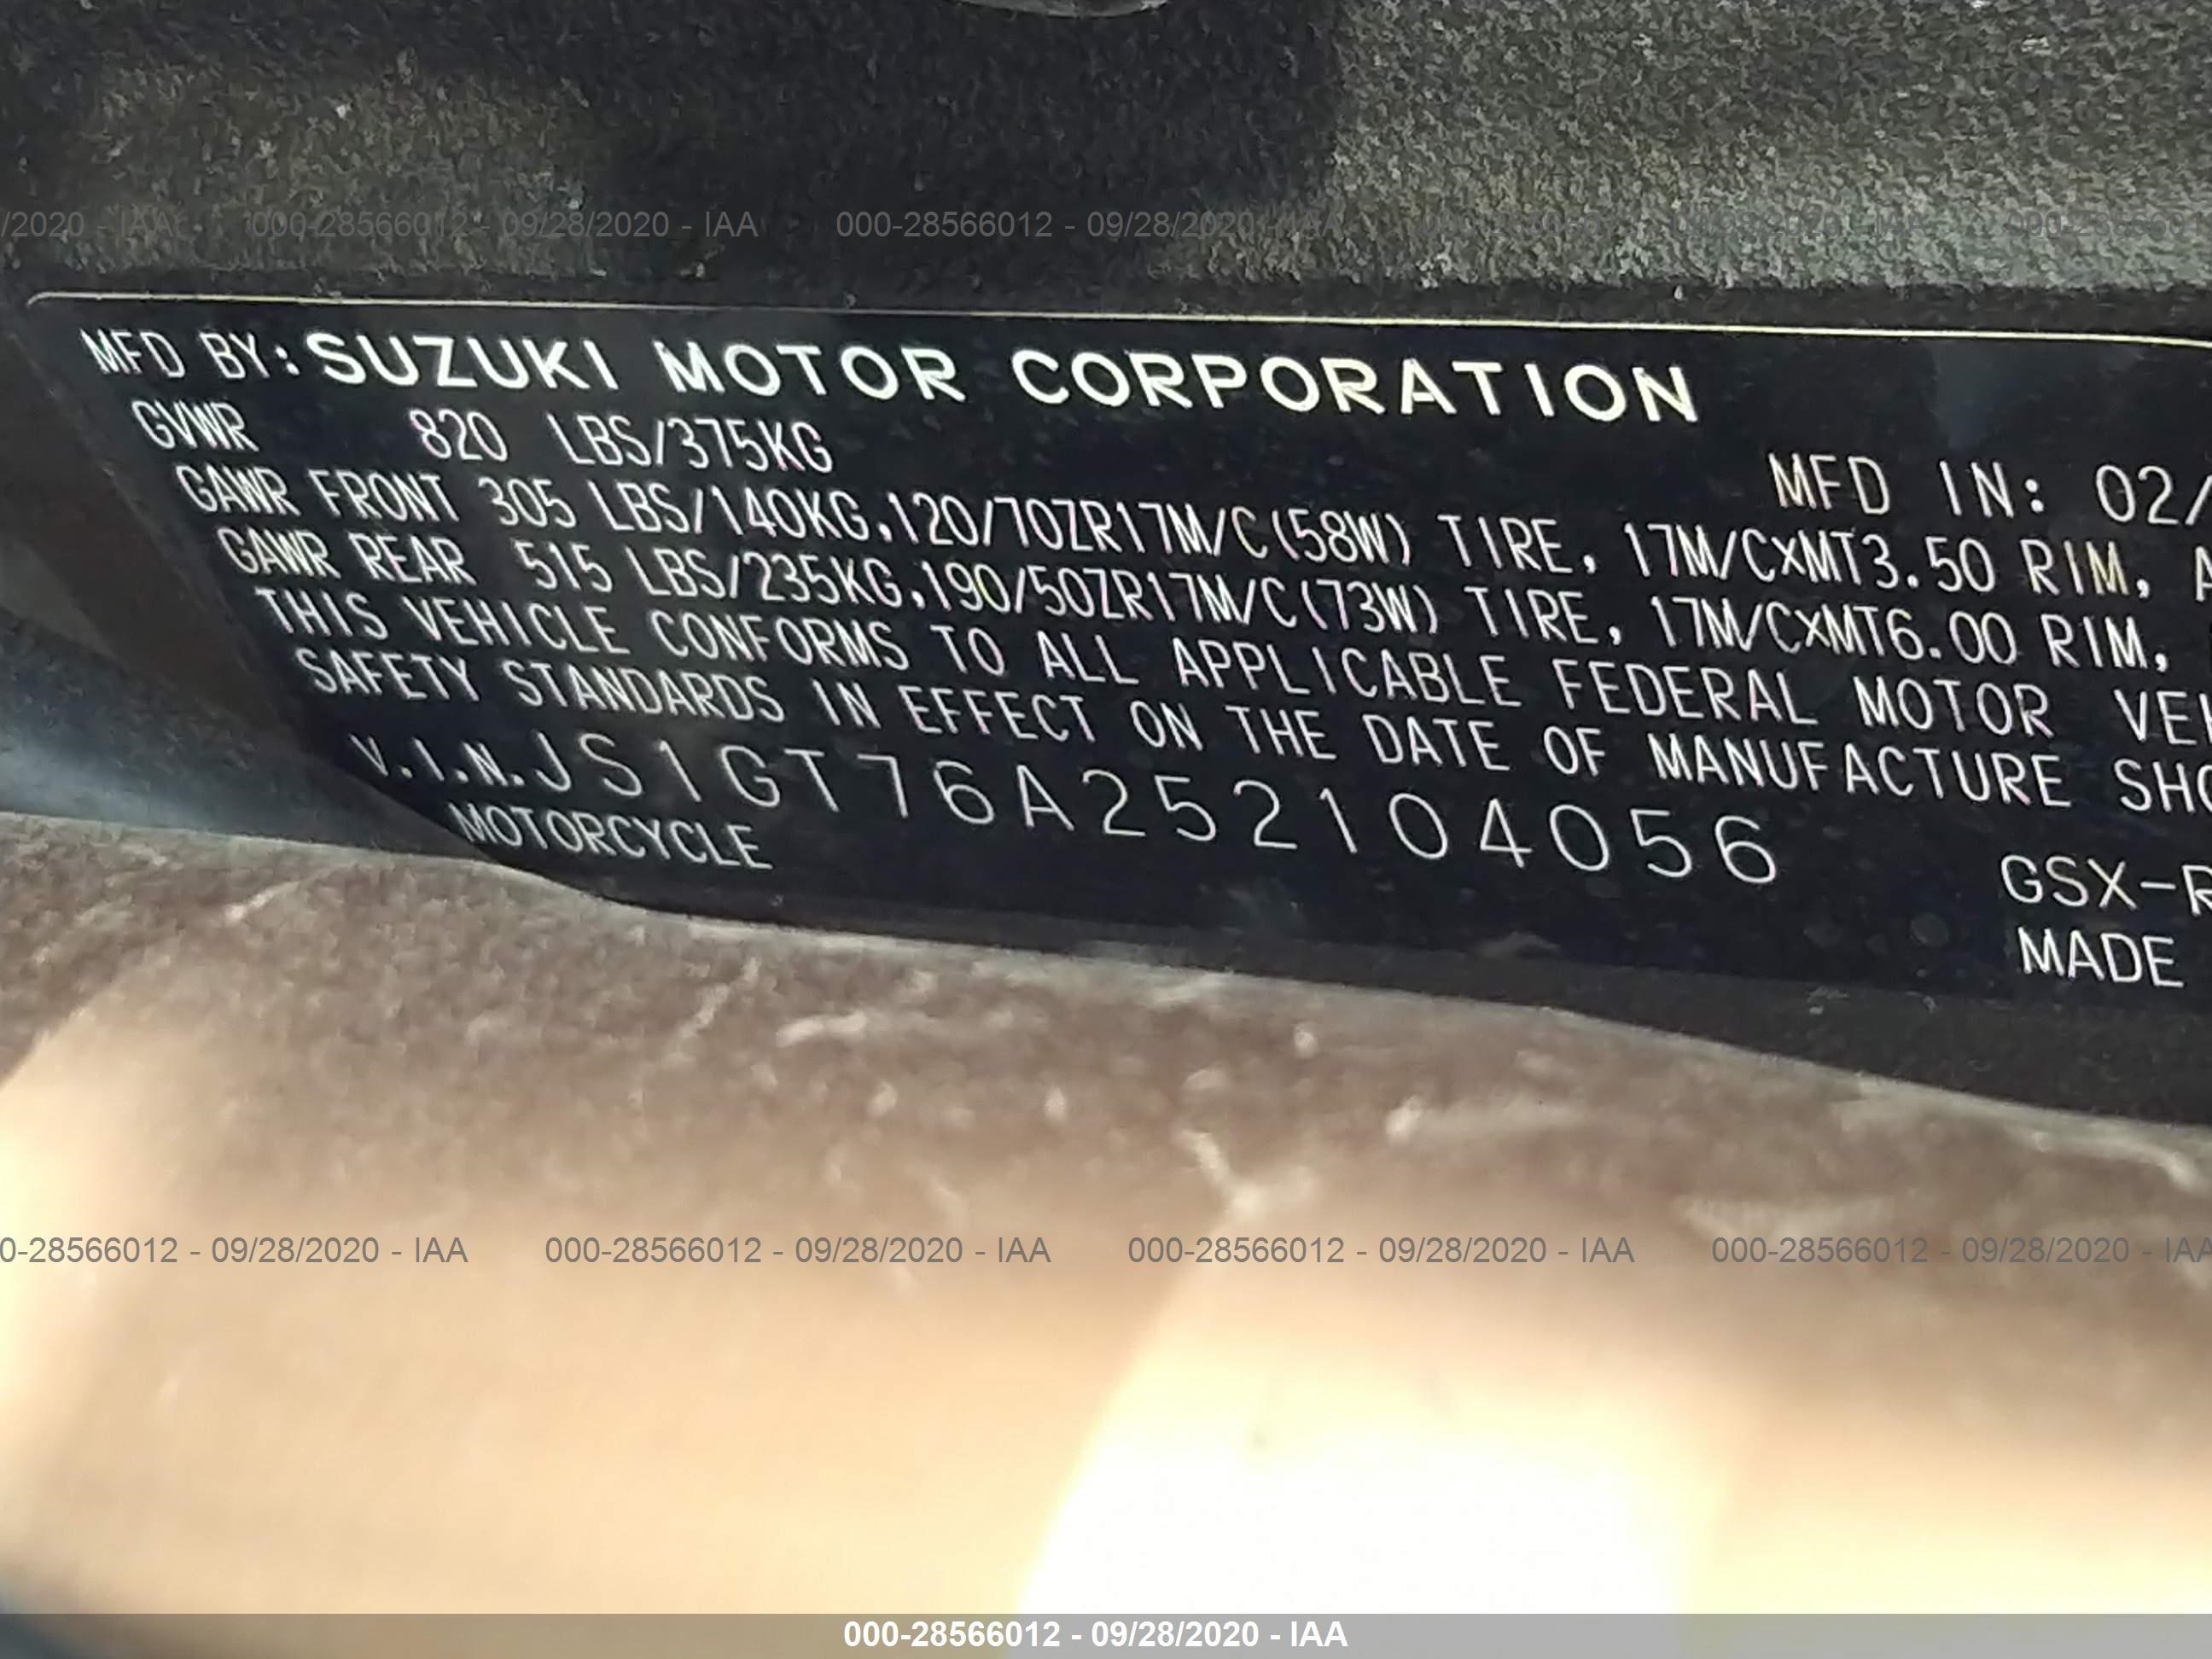 /2020 - IAA 000-28566012 - 09/28/2020 - IAA 000-28566012 - 09/28/2020 - IAA
MFD BY: SUZUKI MOTOR CORPORATION
MFD IN: 02/
GVWR 820 LBS/375KG
GAWR FRONT 305 LBS/140KG,120/70ZR17M/C(58W) TIRE, 17M/CxMT3.50 RIM, A
GAWR REAR 515 LBS/235KG,190/50ZR17M/C(73W) TIRE, 17M/CxMT6.00 RIM,
THIS VEHICLE CONFORMS TO ALL APPLICABLE FEDERAL MOTOR VEH
SAFETY STANDARDS IN EFFECT ON THE DATE OF MANUFACTURE SHO
V.I.N.JS1GT76A252104056
GSX-R
MOTORCYCLE
MADE
0-28566012 - 09/28/2020 - IAA 000-28566012 - 09/28/2020 - IAA 000-28566012 - 09/28/2020 - IAA 000-28566012 - 09/28/2020 - IAA
000-28566012 - 09/28/2020 - IAA